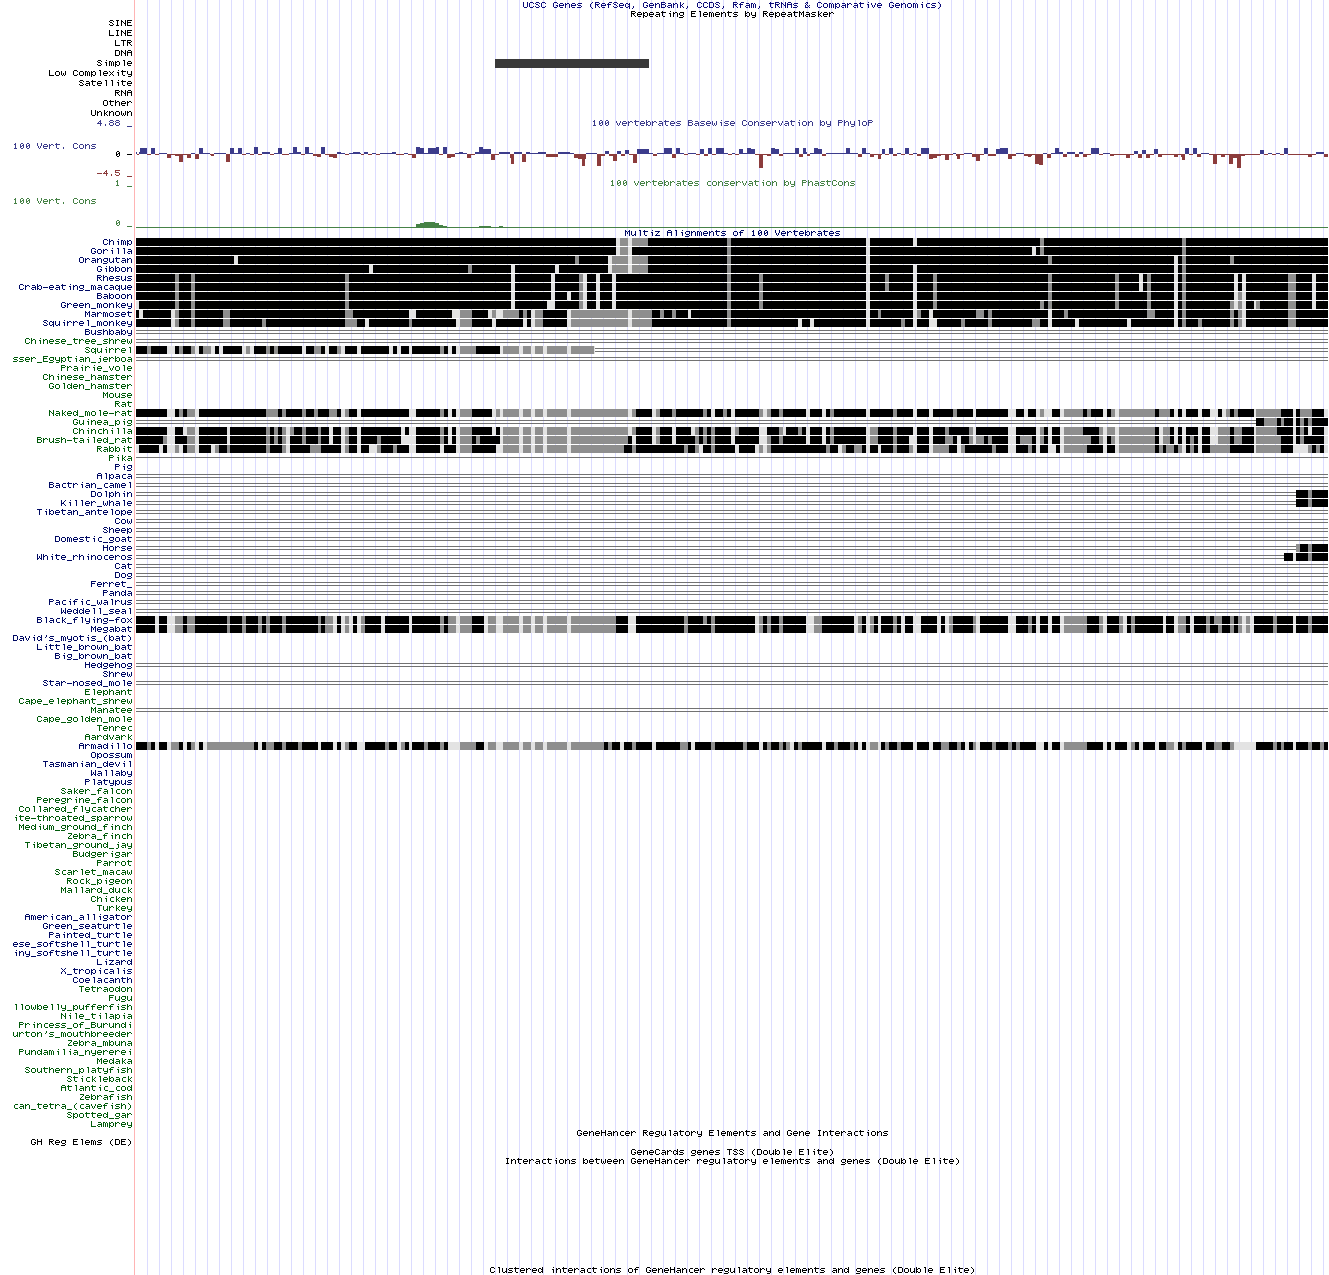 UCSC Genes (RefSeq, GenBank, CCDS, Rfam, tRNAs & Comparative Genomics)
Repeating Elements by RepeatMasker
SINE
LINE
LTR
DNA
Simple
Low Complexity
Satellite
RNA
Other
Unknown
4.88 _
100 vertebrates Basewise Conservation by PhyloP
100 Vert. Cons
0 _
-4.5 _
1 _
100 vertebrates conservation by PhastCons
100 Vert. Cons
0 _
Multiz Alignments of 100 Vertebrates
Chimp
Gorilla
Orangutan
Gibbon
Rhesus
Crab-eating_macaque
Baboon
Green_monkey
Marmoset
Squirrel_monkey
Bushbaby
Chinese_tree_shrew
Squirrel
sser_Egyptian_jerboa
Prairie_vole
Chinese_hamster
Golden_hamster
Mouse
Rat
Naked_mole-rat
Guinea_pig
Chinchilla
Brush-tailed_rat
Rabbit
Pika
Pig
Alpaca
Bactrian_camel
Dolphin
Killer_whale
Tibetan_antelope
Cow
Sheep
Domestic_goat
Horse
White_rhinoceros
Cat
Dog
Ferret_
Panda
Pacific_walrus
Weddell_seal
Black_flying-fox
Megabat
David's_myotis_(bat)
Little_brown_bat
Big_brown_bat
Hedgehog
Shrew
Star-nosed_mole
Elephant
Cape_elephant_shrew
Manatee
Cape_golden_mole
Tenrec
Aardvark
Armadillo
Opossum
Tasmanian_devil
Wallaby
Platypus
Saker_falcon
Peregrine_falcon
Collared_flycatcher
ite-throated_sparrow
Medium_ground_finch
Zebra_finch
Tibetan_ground_jay
Budgerigar
Parrot
Scarlet_macaw
Rock_pigeon
Mallard_duck
Chicken
Turkey
American_alligator
Green_seaturtle
Painted_turtle
ese_softshell_turtle
iny_softshell_turtle
Lizard
X_tropicalis
Coelacanth
Tetraodon
Fugu
llowbelly_pufferfish
Nile_tilapia
Princess_of_Burundi
urton's_mouthbreeder
Zebra_mbuna
Pundamilia_nyererei
Medaka
Southern_platyfish
Stickleback
Atlantic_cod
Zebrafish
can_tetra_(cavefish)
Spotted_gar
Lamprey
GeneHancer Regulatory Elements and Gene Interactions
GH Reg Elems (DE)
GeneCards genes TSS (Double Elite)
Interactions between GeneHancer regulatory elements and genes (Double Elite)
Clustered interactions of GeneHancer regulatory elements and genes (Double Elite)